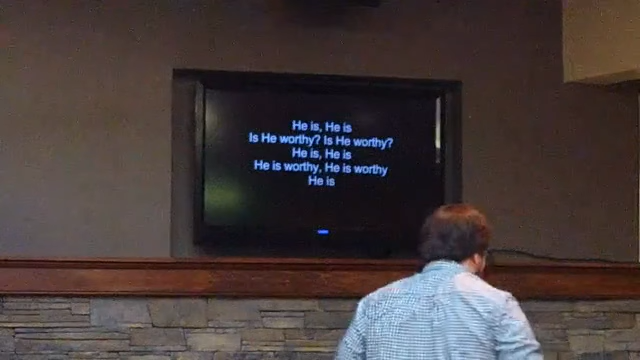 He is, He is
Is He worthy? Is He worthy?
He is, He is
He is worthy, He is worthy
He is